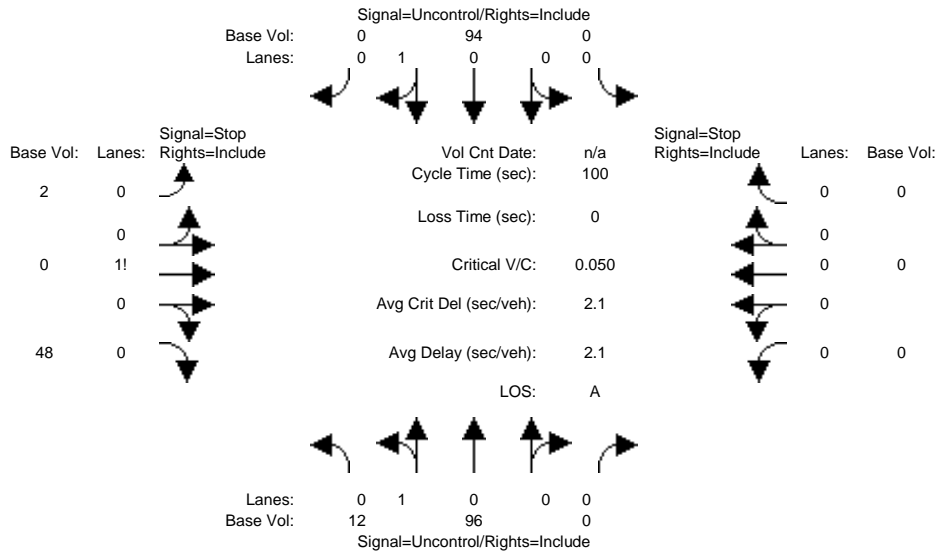 Signal=Uncontrol/Rights=Include
Base Vol: 0 94 0
Lanes: 0 1 0 0 0
Signal=Stop Signal=Stop
Base Vol: Lanes: Rights=Include Vol Cnt Date: n/a Rights=Include Lanes: Base Vol:
Cycle Time (sec): 100
2 0 0 0
Loss Time (sec): 0
0 0
0 1! Critical V/C: 0.050 0 0
0 Avg Crit Del (sec/veh): 2.1 0
48 0 Avg Delay (sec/veh): 2.1 0 0
LOS: A
Lanes: 0 1 0 0 0
Base Vol: 12 96 0
Signal=Uncontrol/Rights=Include